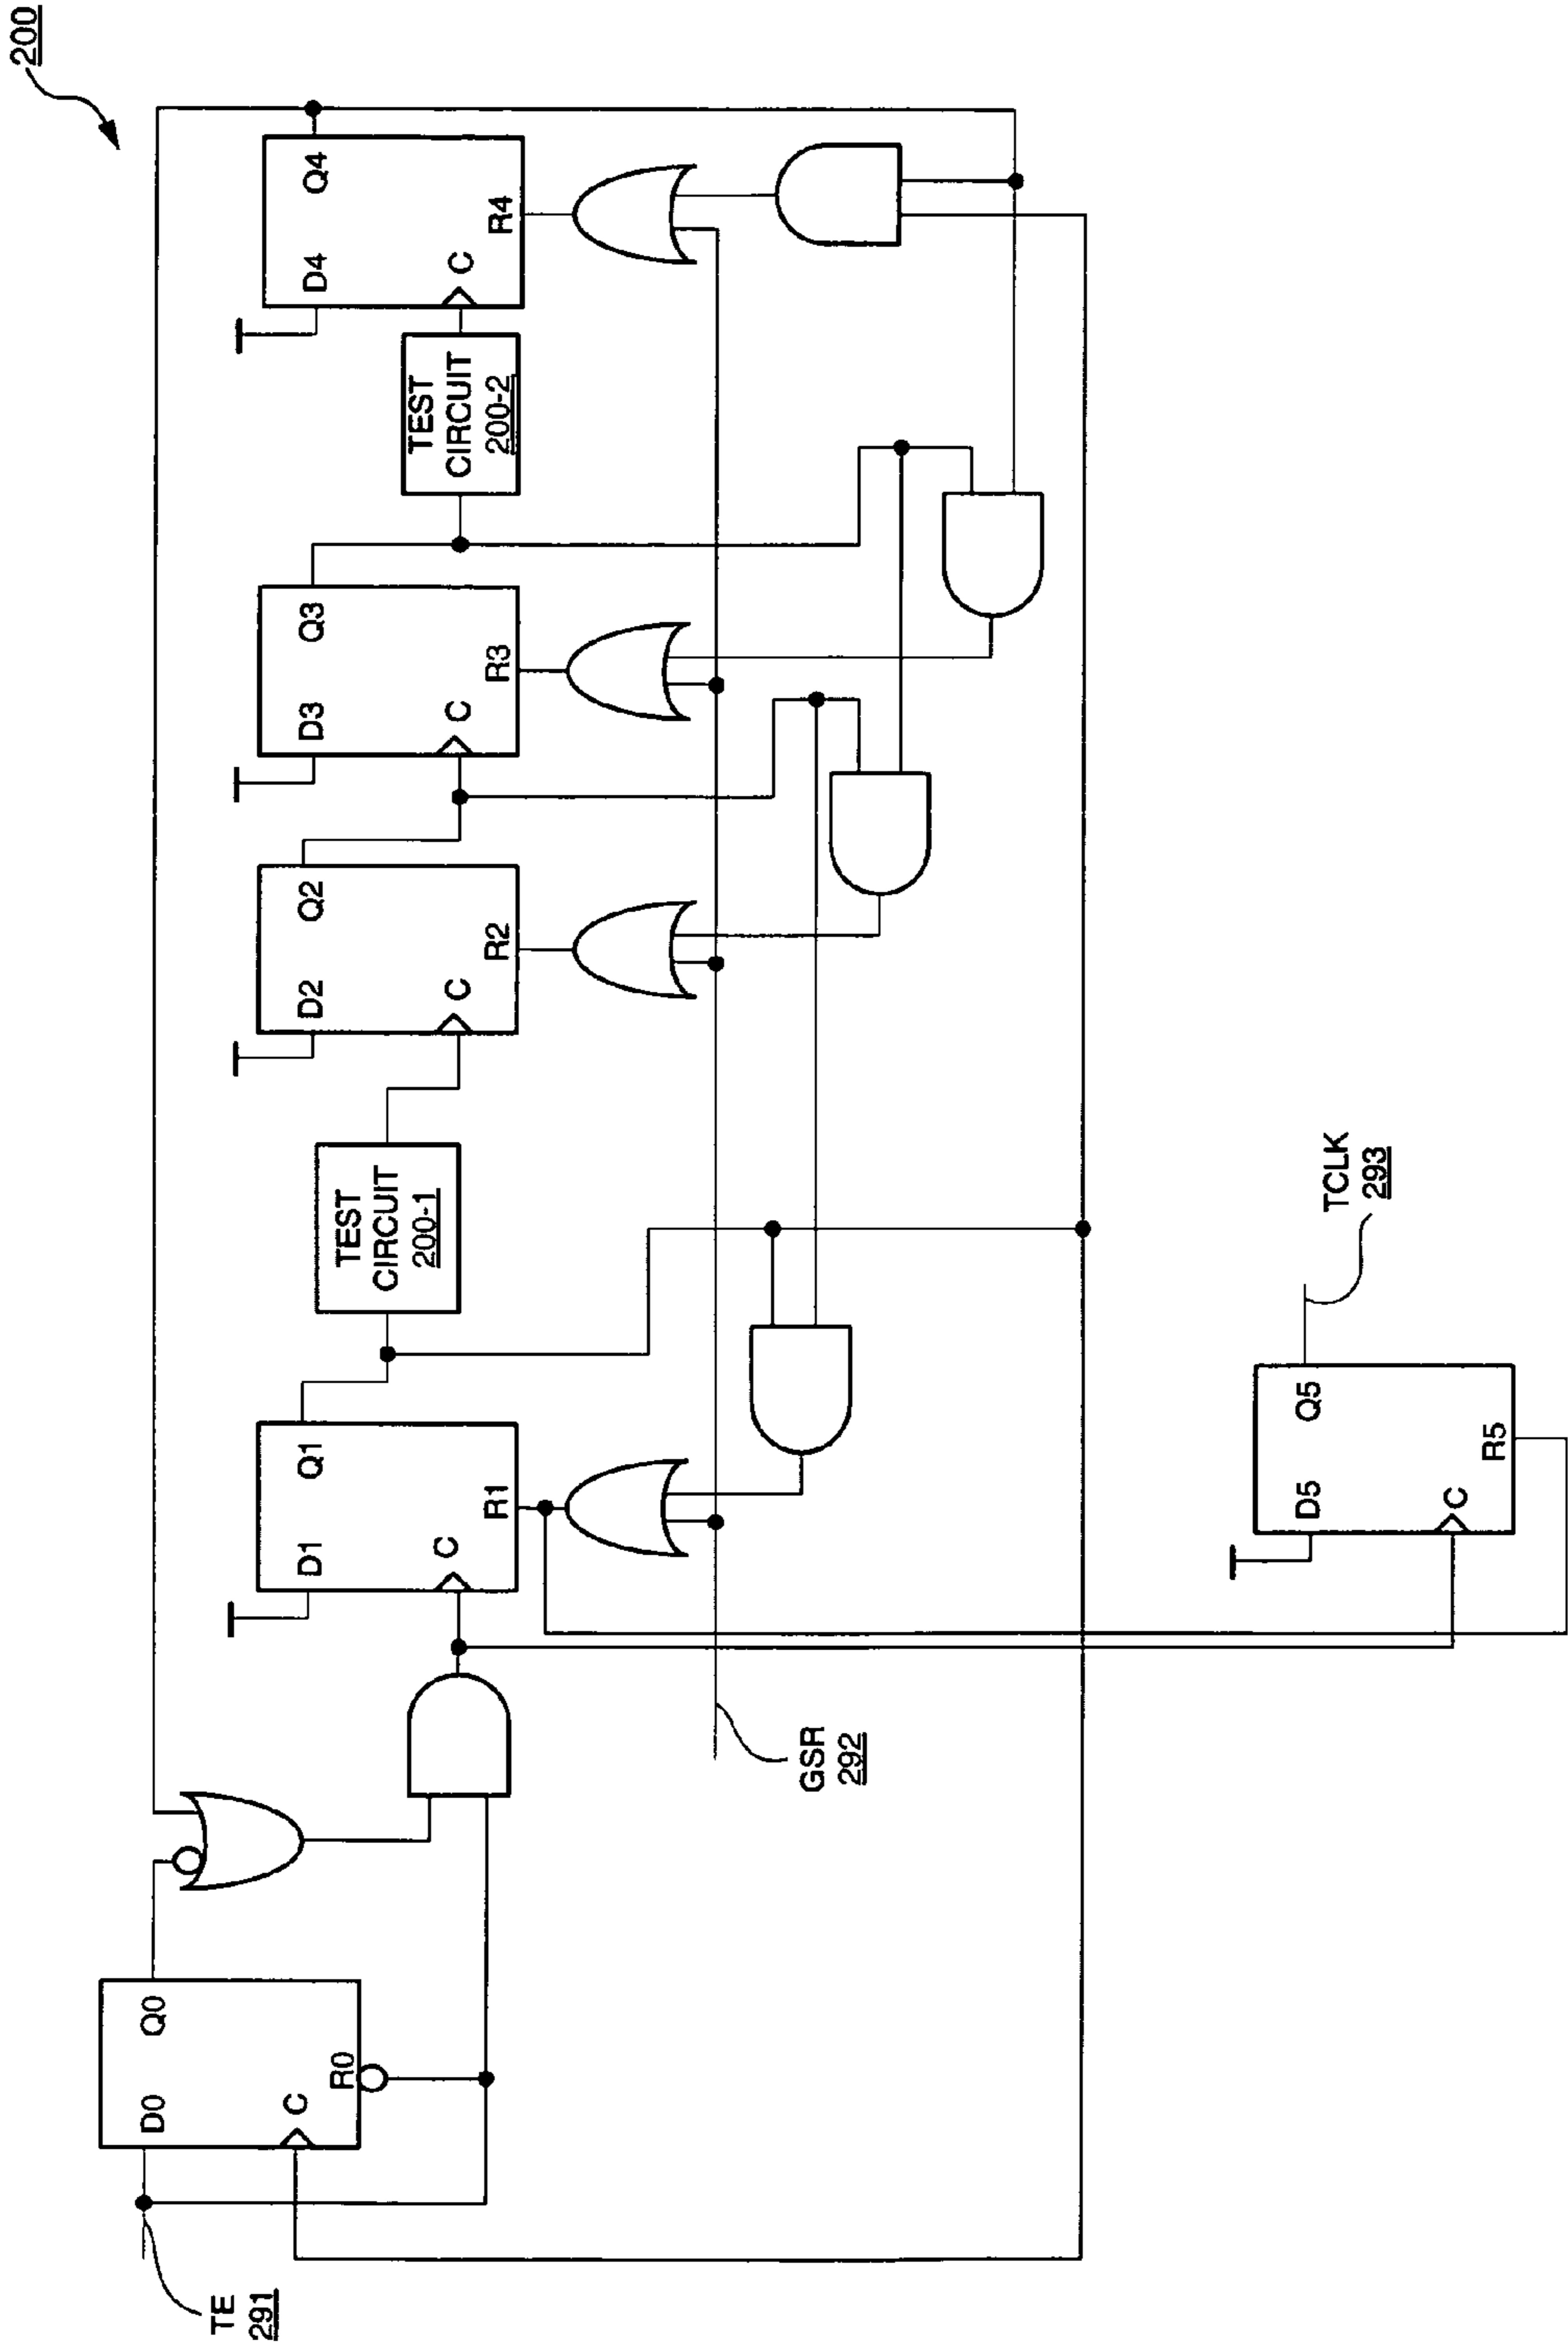 200
TE
291
D0
Q0
C
R0
D1
Q1
C
R1
TEST
CIRCUIT
200-1
D2
Q2
C
R2
D3
Q3
C
R3
TEST
CIRCUIT
200-2
D4
Q4
C
R4
GSR
292
D5
Q5
C
R5
TCLK
293